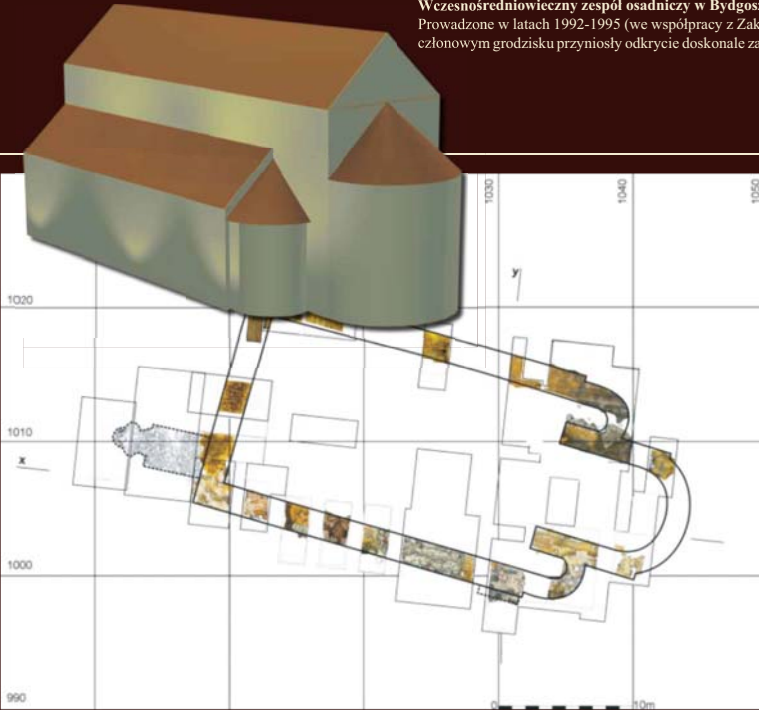 Wczesnośredniowieczny zespół osadniczy w Bydgosz
Prowadzone w latach 1992-1995 (we współpracy z Zak
członowym grodzisku przyniosły odkrycie doskonale za
1030
1040
1050
y
1020
1010
x
1000
990
0 10m